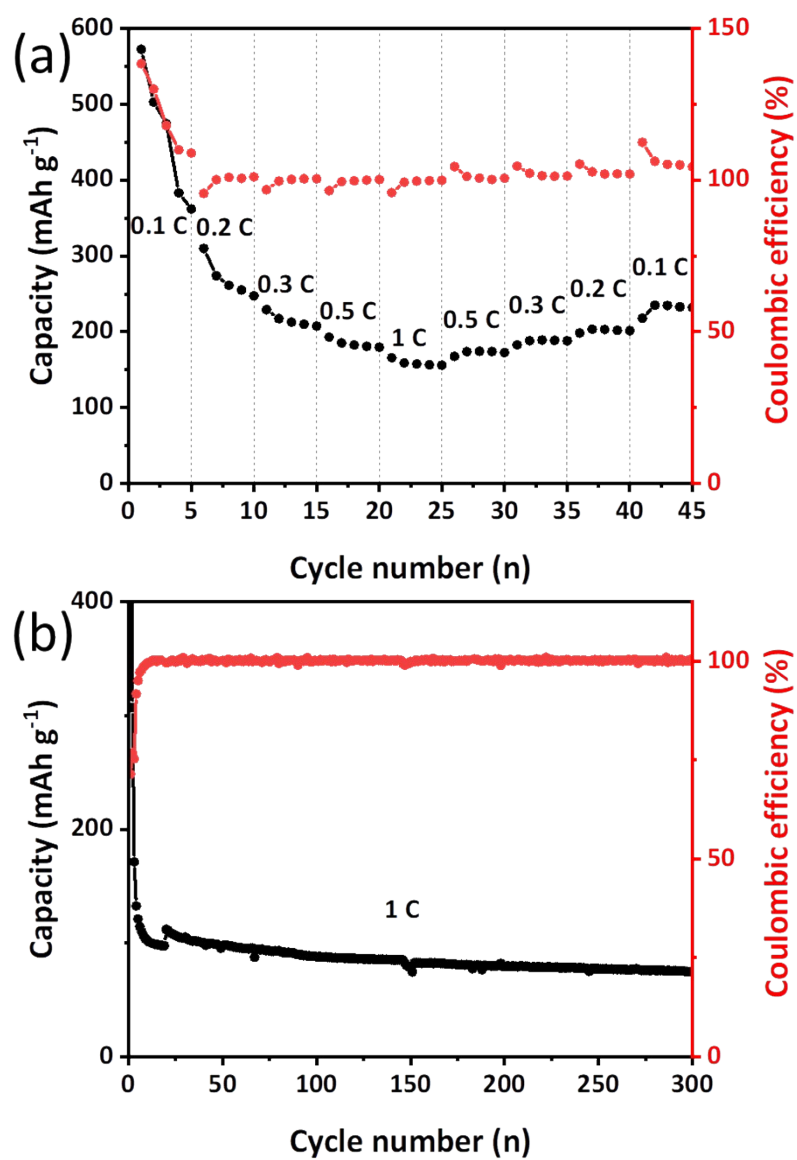 (a)
600
500
400
300
200
100
0
Capacity (mAh g⁻¹)
150
100
50
0
Coulombic efficiency (%)
0.1 C
0.2 C
0.3 C
0.5 C
1 C
0.5 C
0.3 C
0.2 C
0.1 C
0 5 10 15 20 25 30 35 40 45
Cycle number (n)
(b)
400
200
0
Capacity (mAh g⁻¹)
100
50
0
Coulombic efficiency (%)
1 C
0 50 100 150 200 250 300
Cycle number (n)